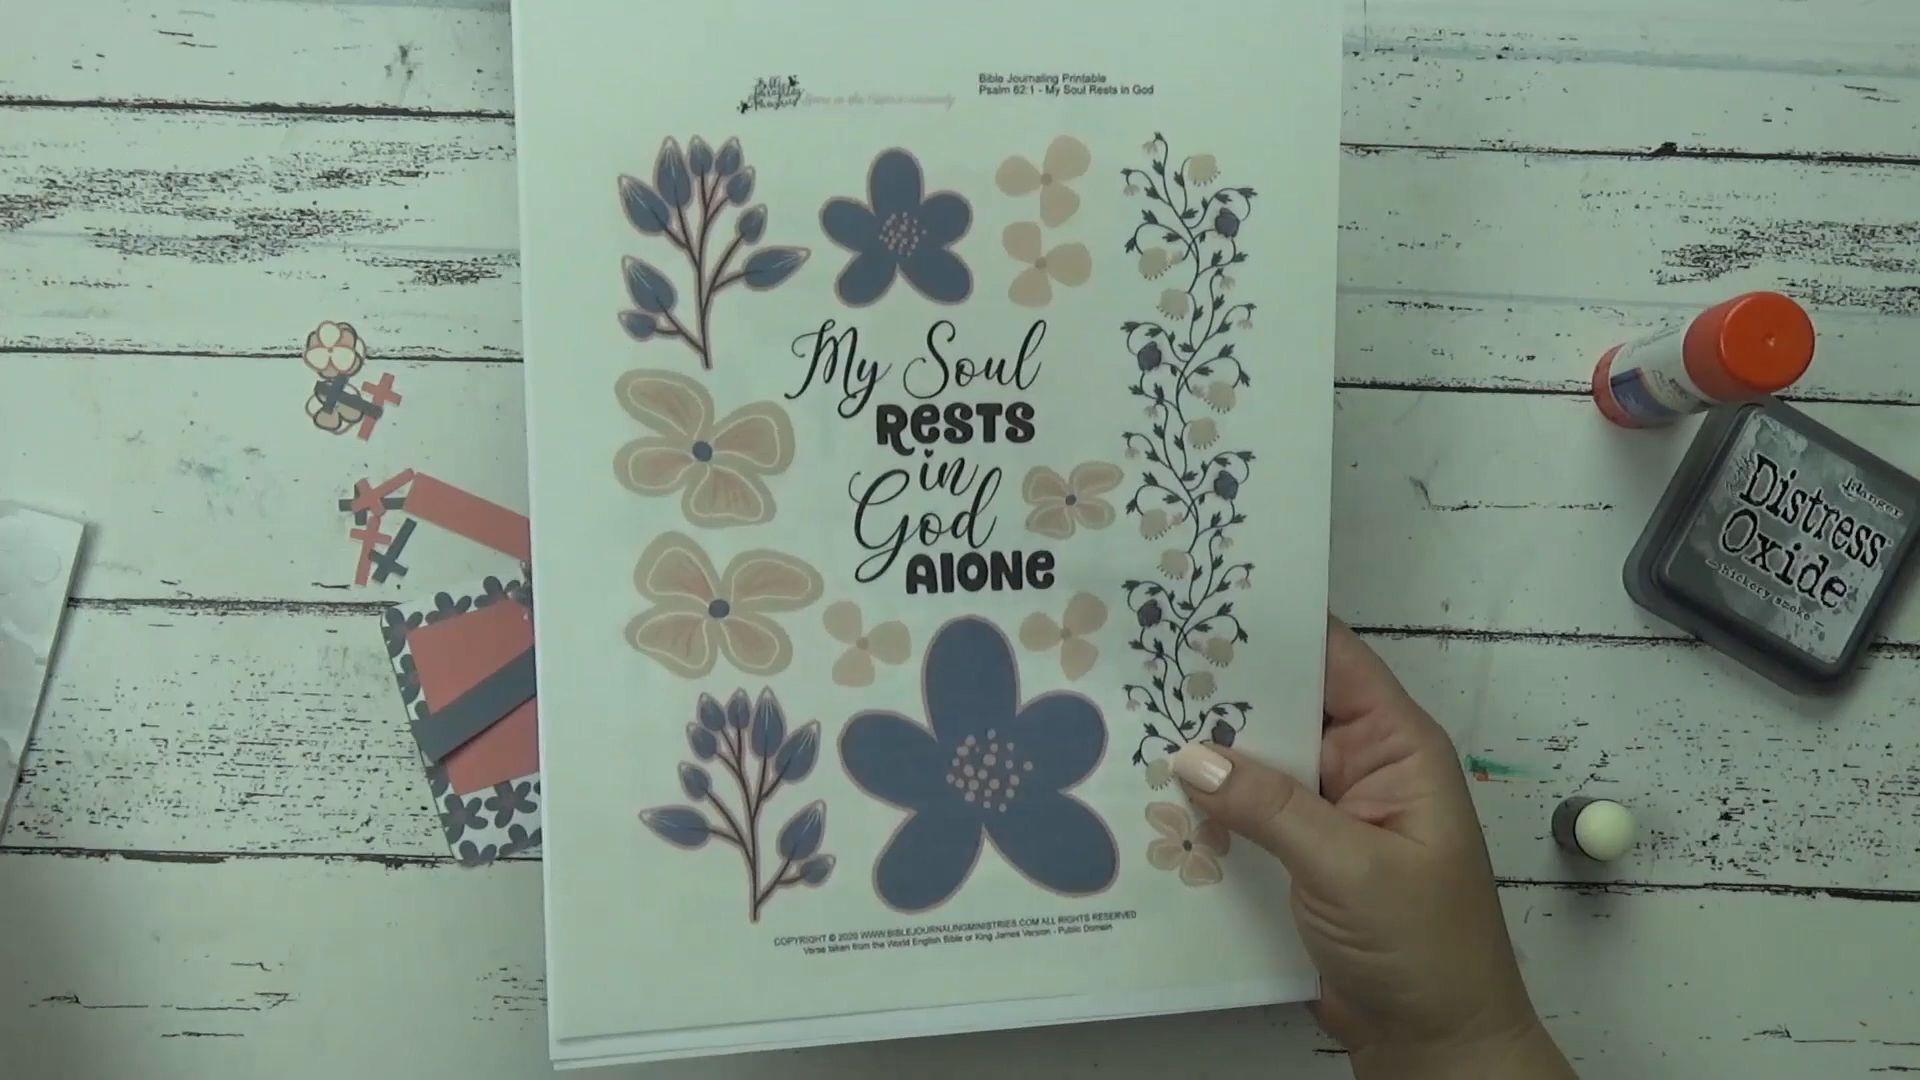 Bible Journaling Printable
Psalm 62:1 - My Soul Rests in God
My Soul
RESTS
in
God
ALONE
COPYRIGHT © 2020 WWW.BIBLEJOURNALINGMINISTRIES.COM ALL RIGHTS RESERVED
Verse taken from the World English Bible or King James Version - Public Domain
Ranger
Distress
Oxide
- hickory smoke -